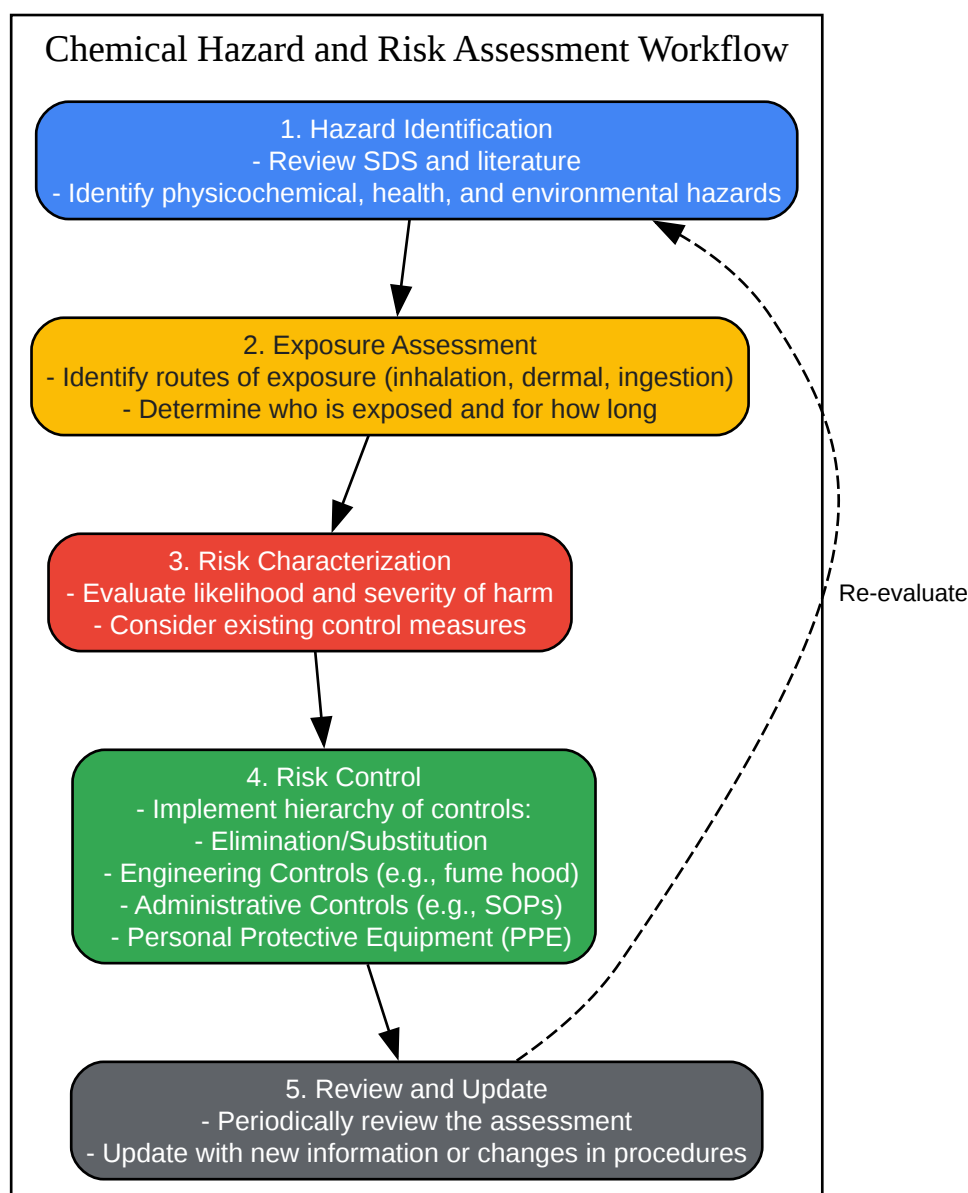 Chemical Hazard and Risk Assessment Workflow
1. Hazard Identification
- Review SDS and literature
- Identify physicochemical, health, and environmental hazards
2. Exposure Assessment
- Identify routes of exposure (inhalation, dermal, ingestion)
- Determine who is exposed and for how long
3. Risk Characterization
- Evaluate likelihood and severity of harm
- Consider existing control measures
Re-evaluate
4. Risk Control
- Implement hierarchy of controls:
- Elimination/Substitution
- Engineering Controls (e.g., fume hood)
- Administrative Controls (e.g., SOPs)
- Personal Protective Equipment (PPE)
5. Review and Update
- Periodically review the assessment
- Update with new information or changes in procedures